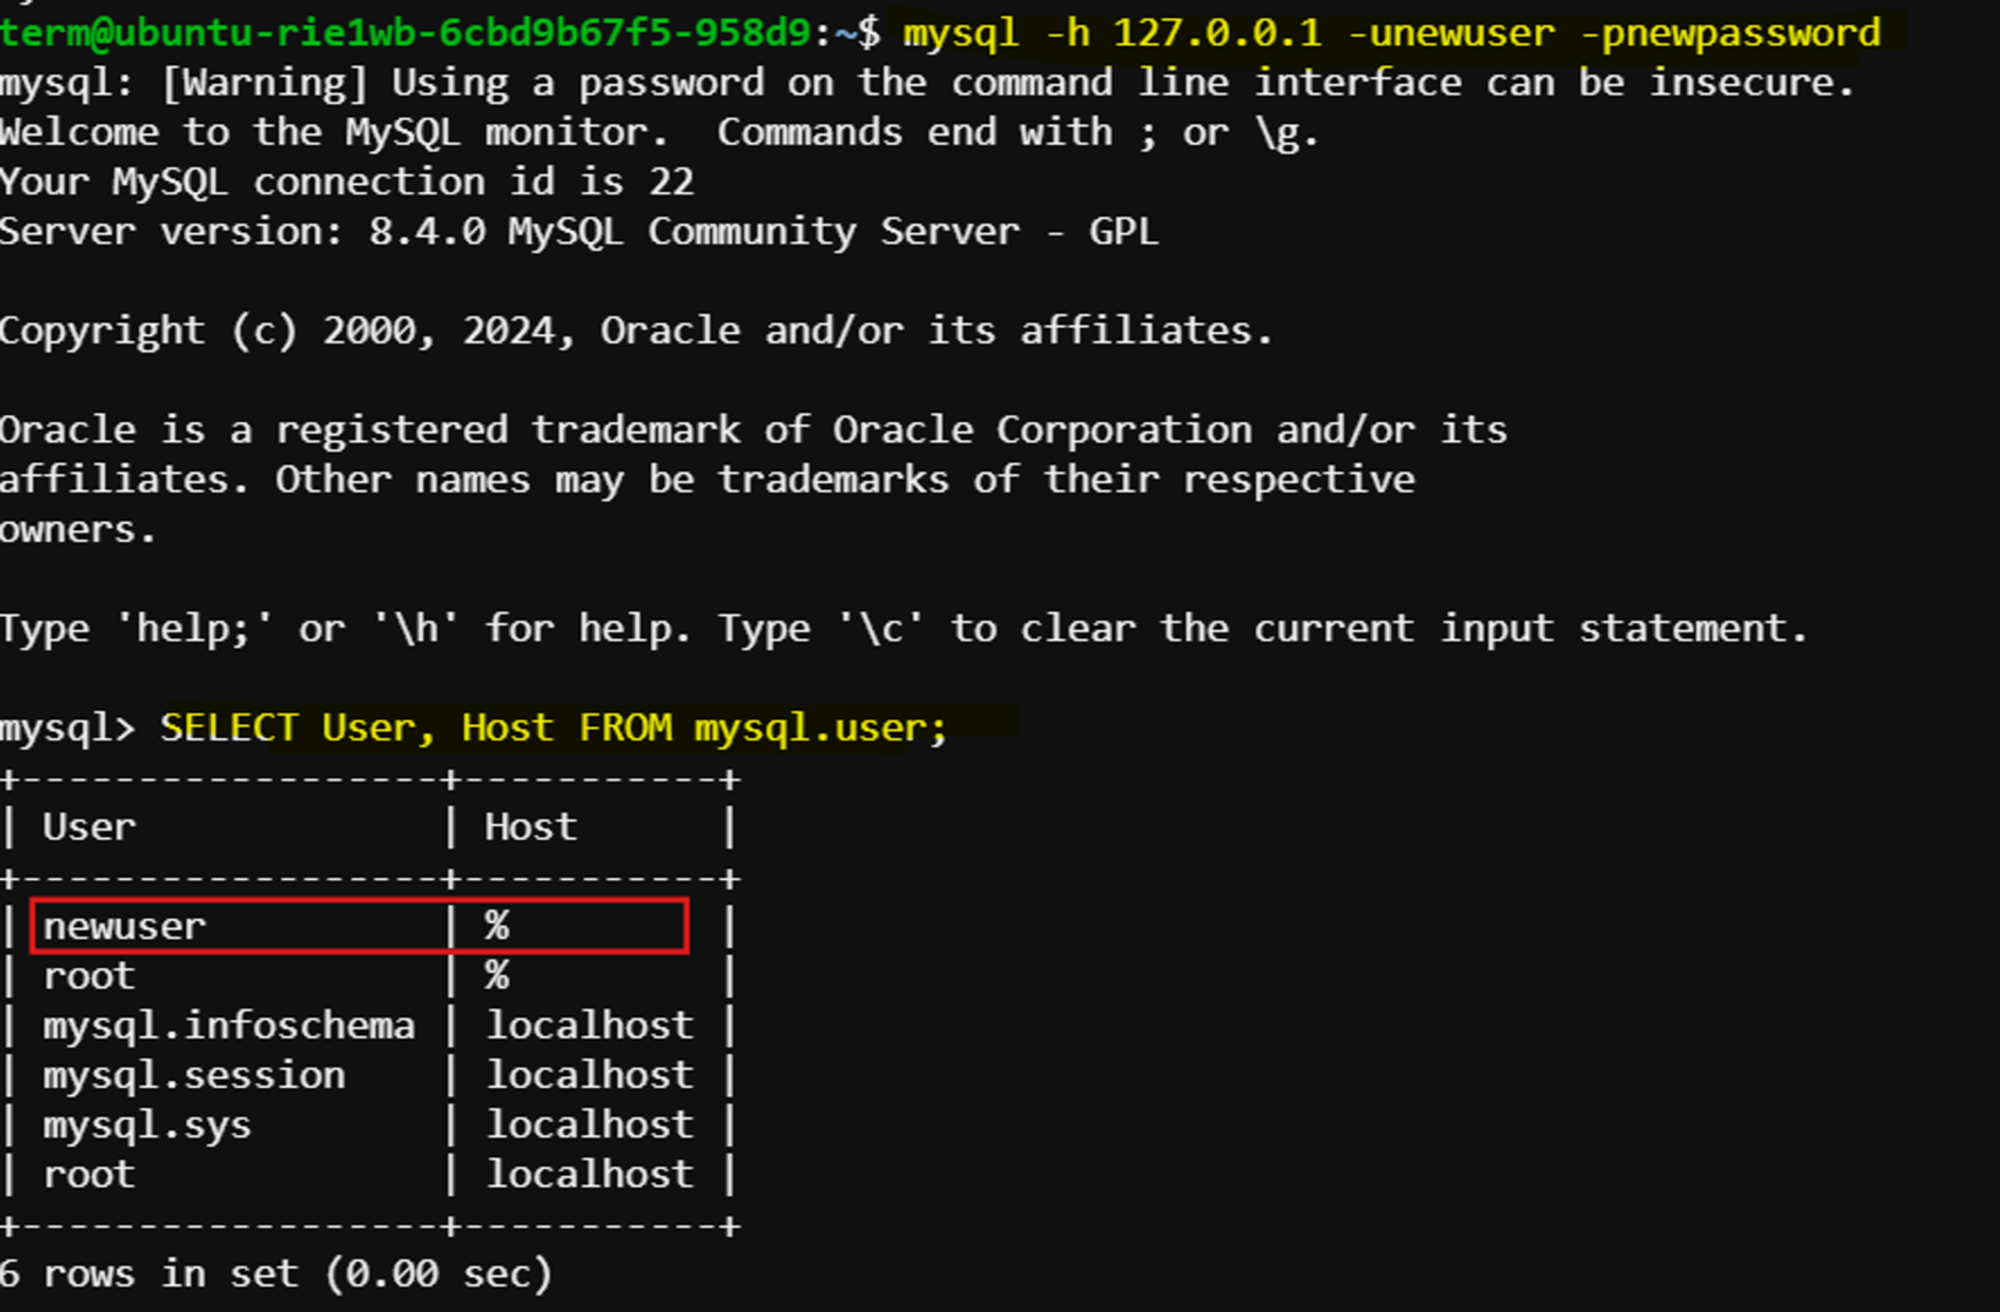 term@ubuntu-rie1wb-6cbd9b67f5-958d9:~$ mysql -h 127.0.0.1 -unewuser -pnewpassword
mysql: [Warning] Using a password on the command line interface can be insecure.
Welcome to the MySQL monitor.  Commands end with ; or \g.
Your MySQL connection id is 22
Server version: 8.4.0 MySQL Community Server - GPL

Copyright (c) 2000, 2024, Oracle and/or its affiliates.

Oracle is a registered trademark of Oracle Corporation and/or its
affiliates. Other names may be trademarks of their respective
owners.

Type 'help;' or '\h' for help. Type '\c' to clear the current input statement.

mysql> SELECT User, Host FROM mysql.user;
+------------------+-----------+
| User             | Host      |
+------------------+-----------+
| newuser          | %         |
| root             | %         |
| mysql.infoschema | localhost |
| mysql.session    | localhost |
| mysql.sys        | localhost |
| root             | localhost |
+------------------+-----------+
6 rows in set (0.00 sec)